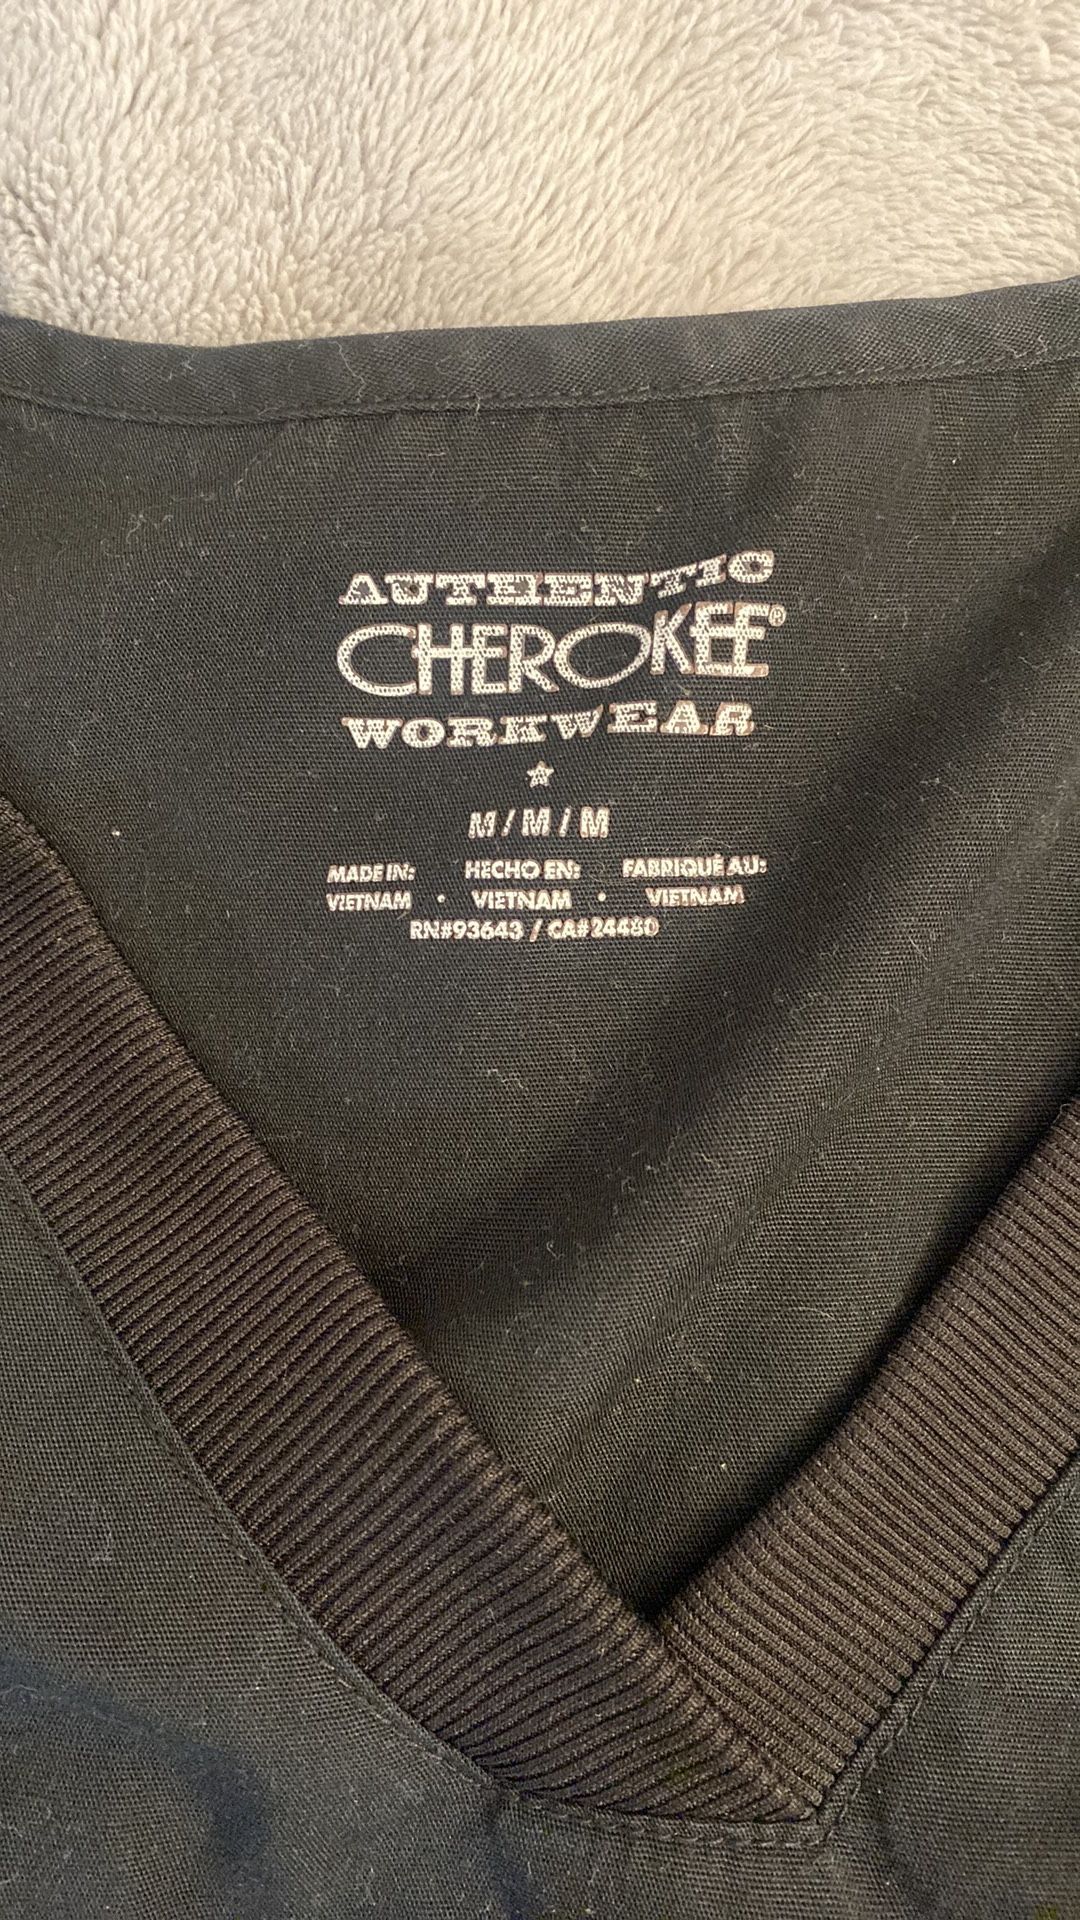 AUTHENTIC
CHEROKEE®
WORKWEAR
M / M / M
MADE IN: HECHO EN: FABRIQUÉ AU:
VIETNAM • VIETNAM • VIETNAM
RN#93643 / CA#24480